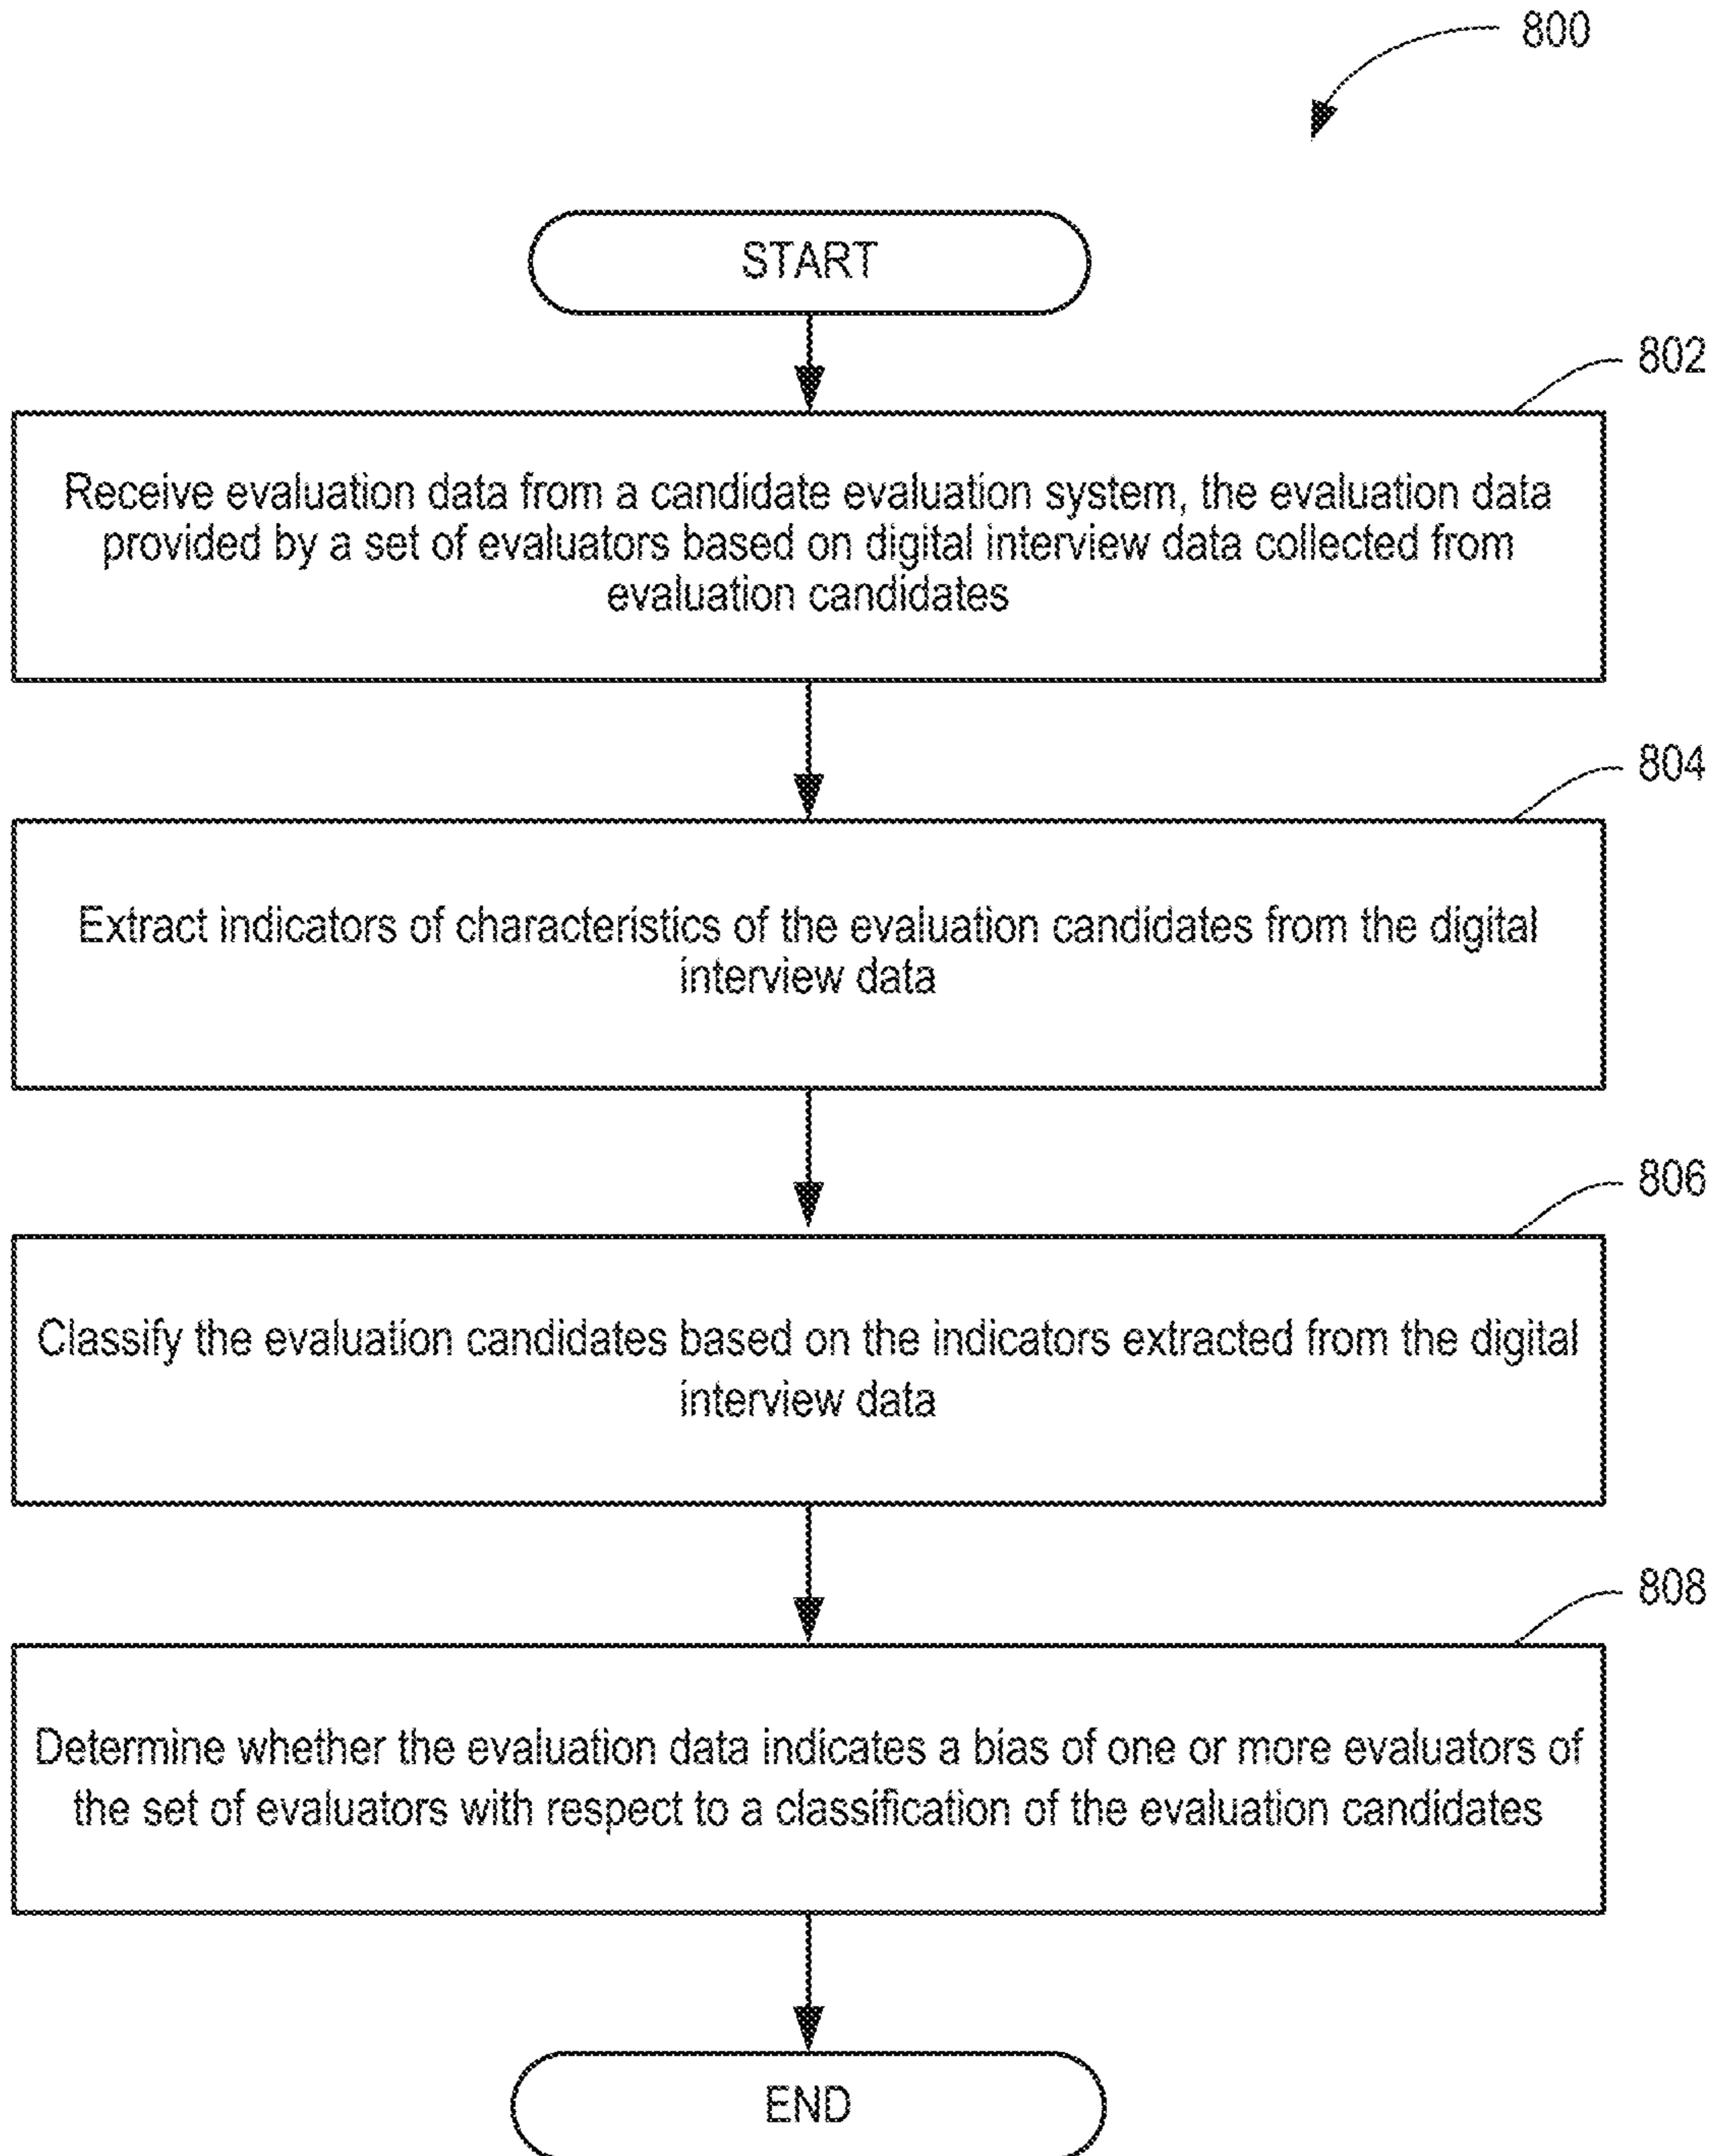 800
START
802
Receive evaluation data from a candidate evaluation system, the evaluation data
provided by a set of evaluators based on digital interview data collected from
evaluation candidates
804
Extract indicators of characteristics of the evaluation candidates from the digital
interview data
806
Classify the evaluation candidates based on the indicators extracted from the digital
interview data
808
Determine whether the evaluation data indicates a bias of one or more evaluators of
the set of evaluators with respect to a classification of the evaluation candidates
END